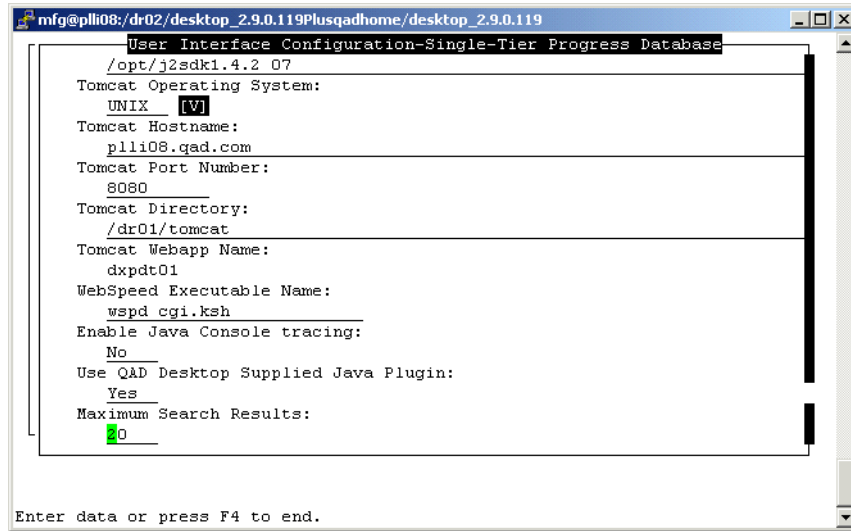 mfg@plli08:/dr02/desktop_2.9.0.119Plusqadhome/desktop_2.9.0.119
User Interface Configuration-Single-Tier Progress Database
/opt/j2sdk1.4.2_07
Tomcat Operating System:
UNIX [V]
Tomcat Hostname:
plli08.qad.com
Tomcat Port Number:
8080
Tomcat Directory:
/dr01/tomcat
Tomcat Webapp Name:
dxpdt01
WebSpeed Executable Name:
wspd_cgi.ksh
Enable Java Console tracing:
No
Use QAD Desktop Supplied Java Plugin:
Yes
Maximum Search Results:
20
Enter data or press F4 to end.